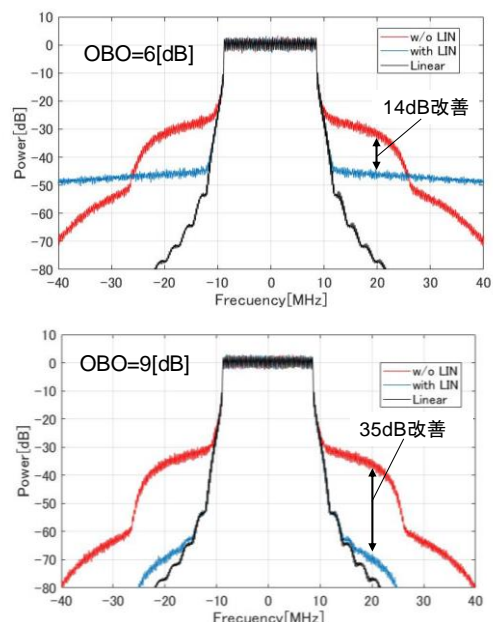 OBO=6[dB]
w/o LIN
with LIN
Linear
14dB改善
Power[dB]
10
0
-10
-20
-30
-40
-50
-60
-70
-80
-40
-30
-20
-10
0
10
20
30
40
Frecuency[MHz]
OBO=9[dB]
w/o LIN
with LIN
Linear
35dB改善
Power[dB]
10
0
-10
-20
-30
-40
-50
-60
-70
-80
-40
-30
-20
-10
0
10
20
30
40
Frecuency[MHz]